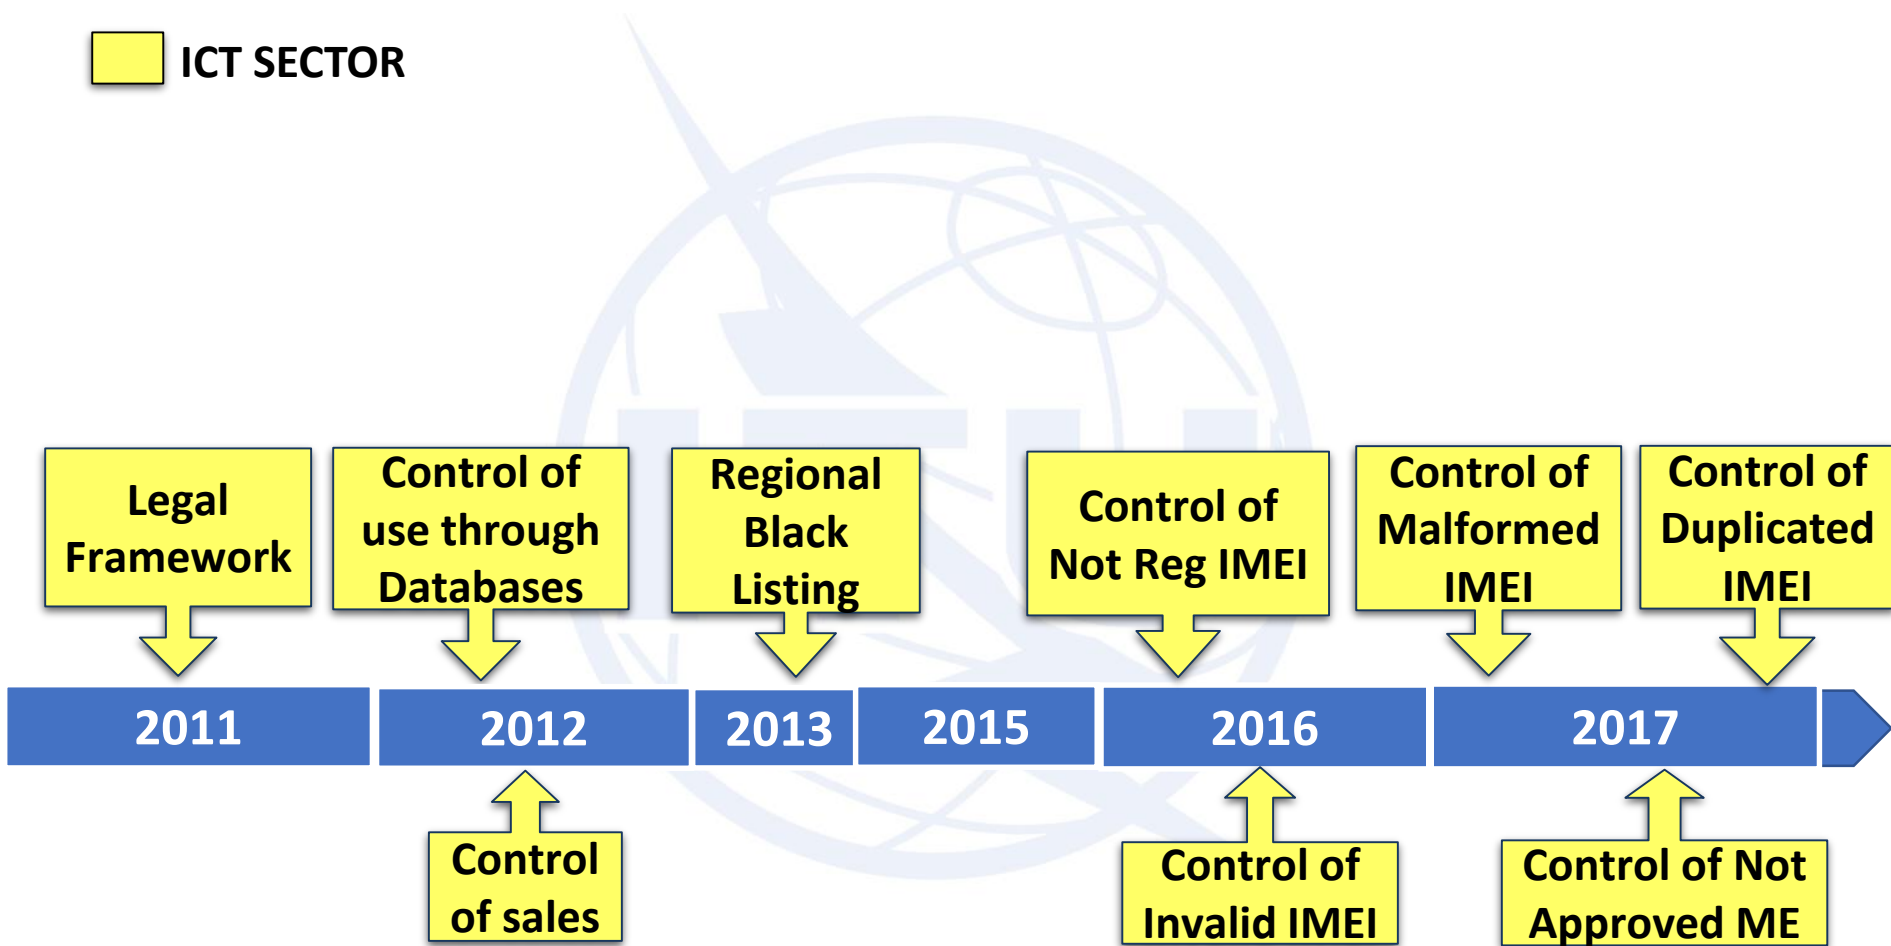 ICT SECTOR
Legal
Framework
Control of
use through
Databases
Regional
Black
Listing
Control of
Not Reg IMEI
Control of
Malformed
IMEI
Control of
Duplicated
IMEI
2011
2012
2013
2015
2016
2017
Control
of sales
Control of
Invalid IMEI
Control of Not
Approved ME
ITU